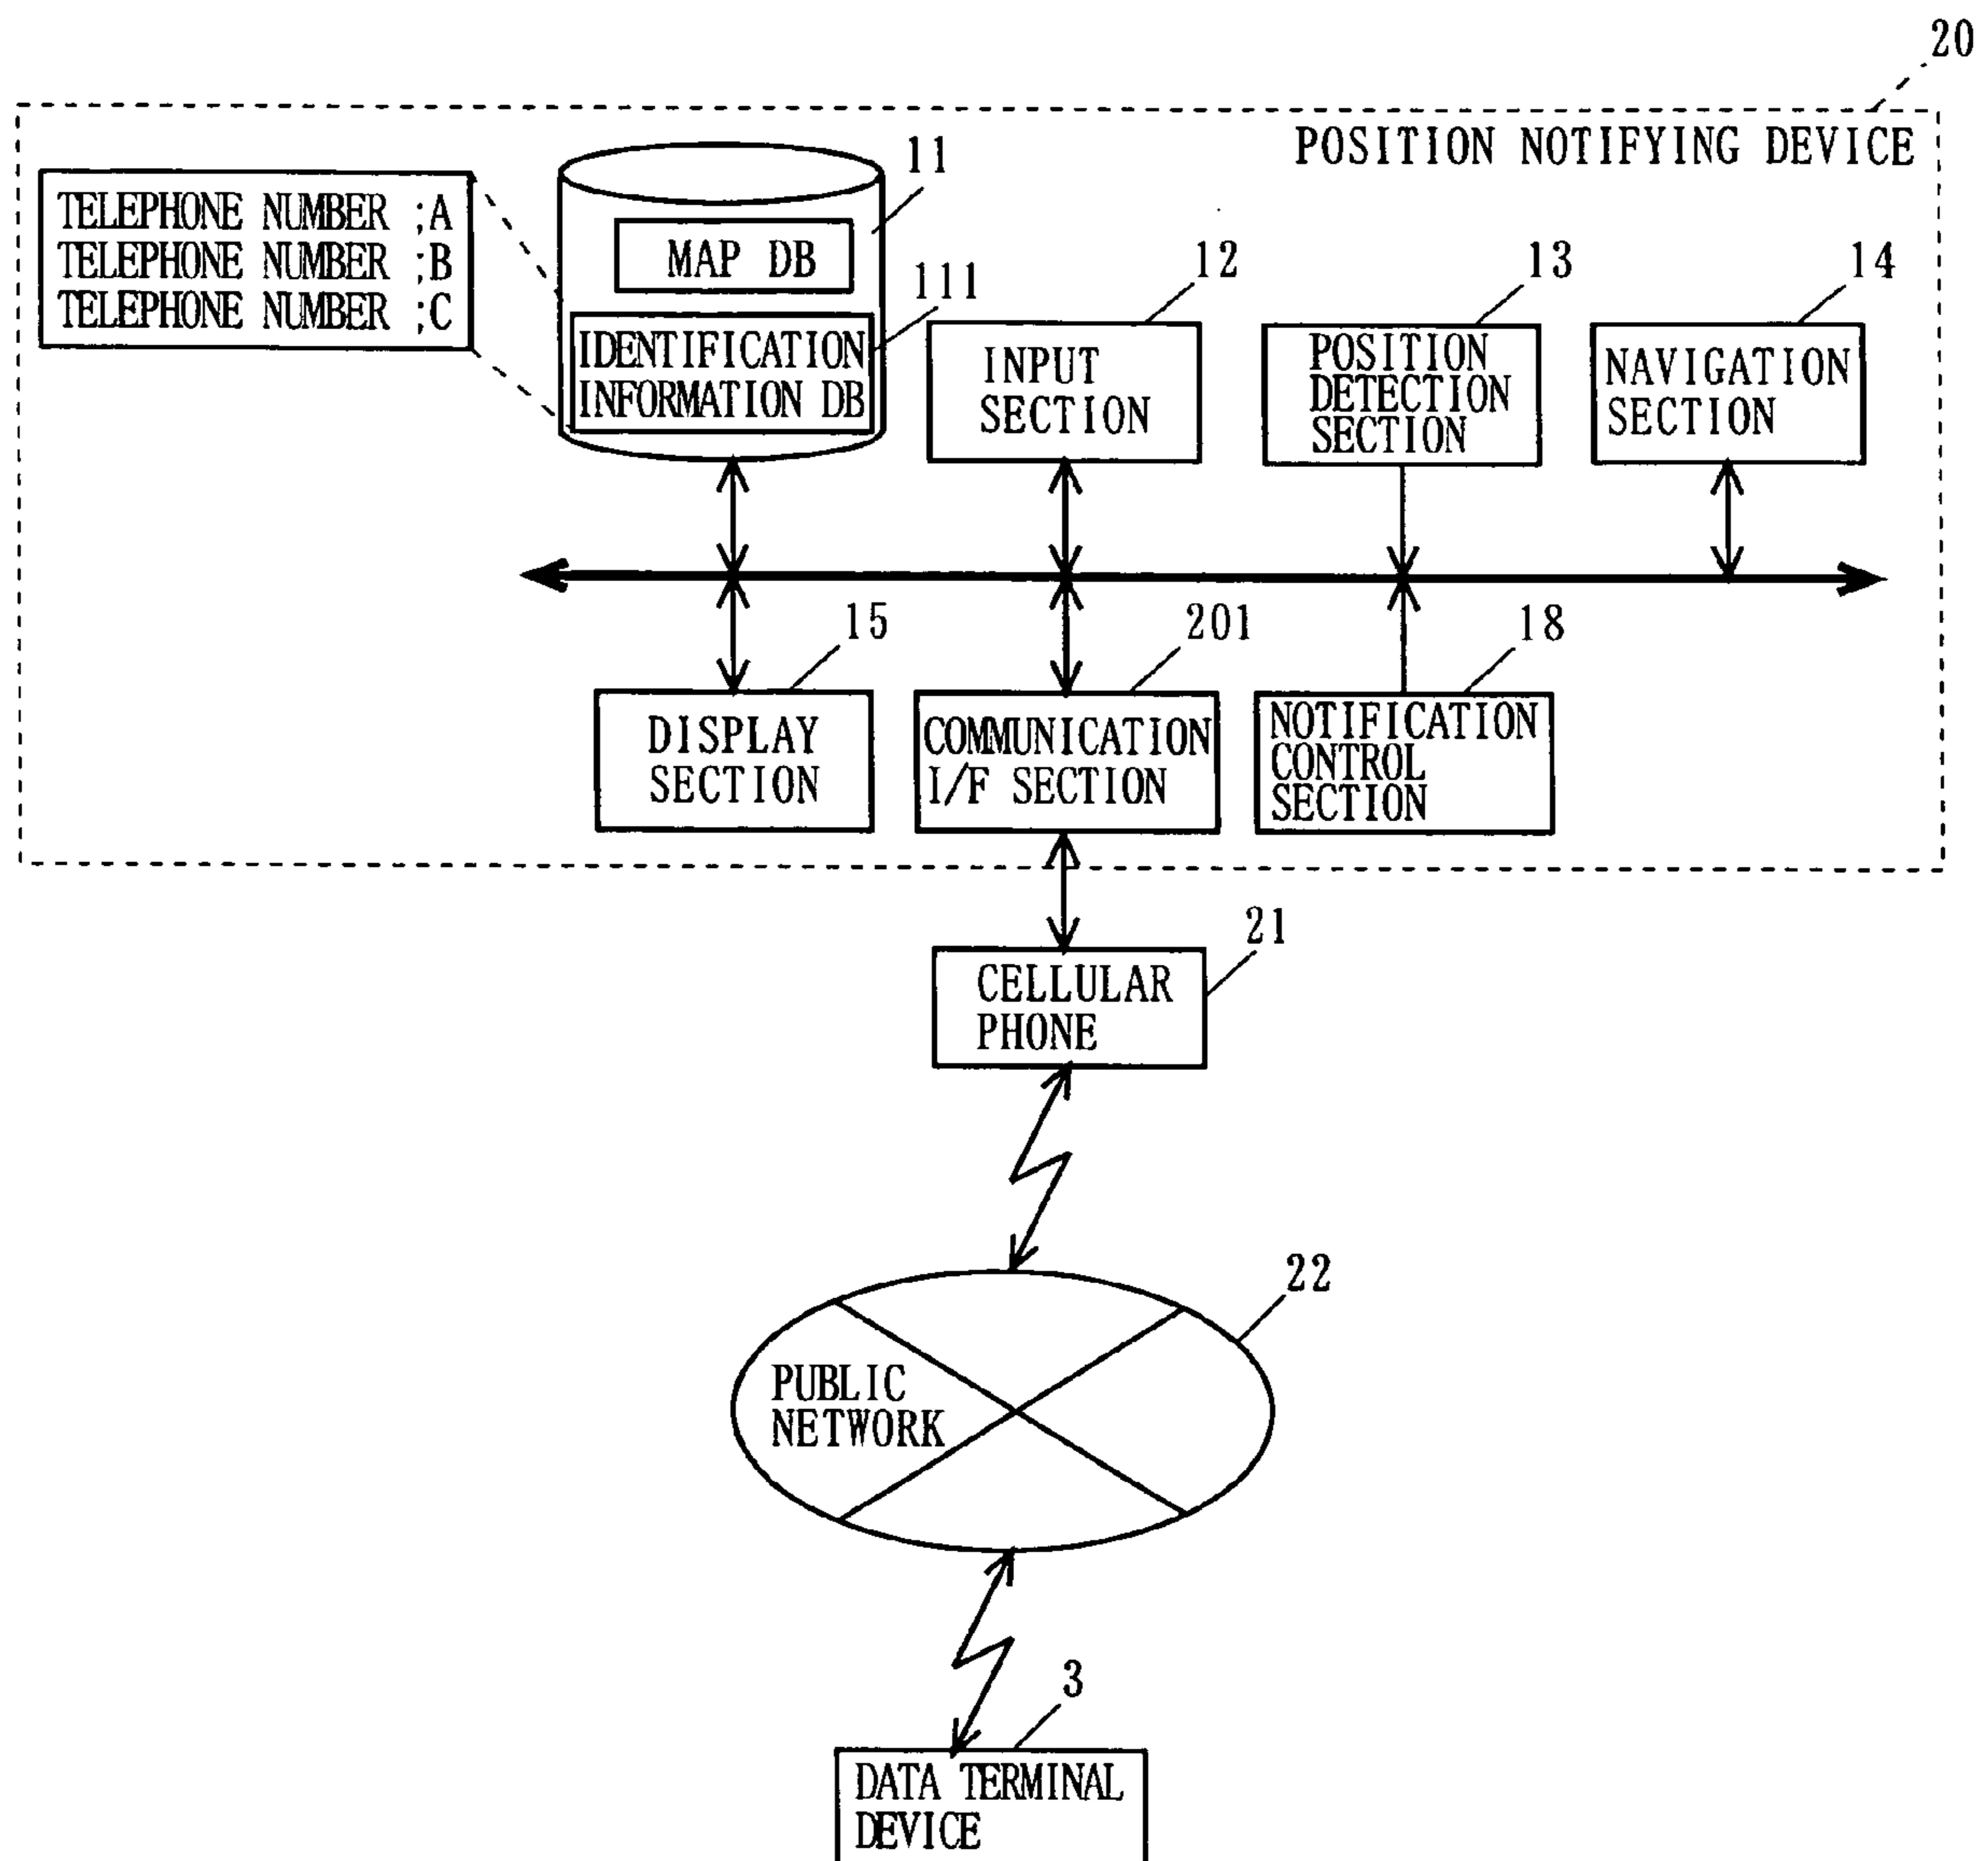 20
POSITION NOTIFYING DEVICE
11
TELEPHONE NUMBER ;A
TELEPHONE NUMBER ;B
TELEPHONE NUMBER ;C
MAP DB
111
IDENTIFICATION
INFORMATION DB
12
INPUT
SECTION
13
POSITION
DETECTION
SECTION
14
NAVIGATION
SECTION
15
DISPLAY
SECTION
201
COMMUNICATION
I/F SECTION
18
NOTIFICATION
CONTROL
SECTION
21
CELLULAR
PHONE
22
PUBLIC
NETWORK
3
DATA TERMINAL
DEVICE